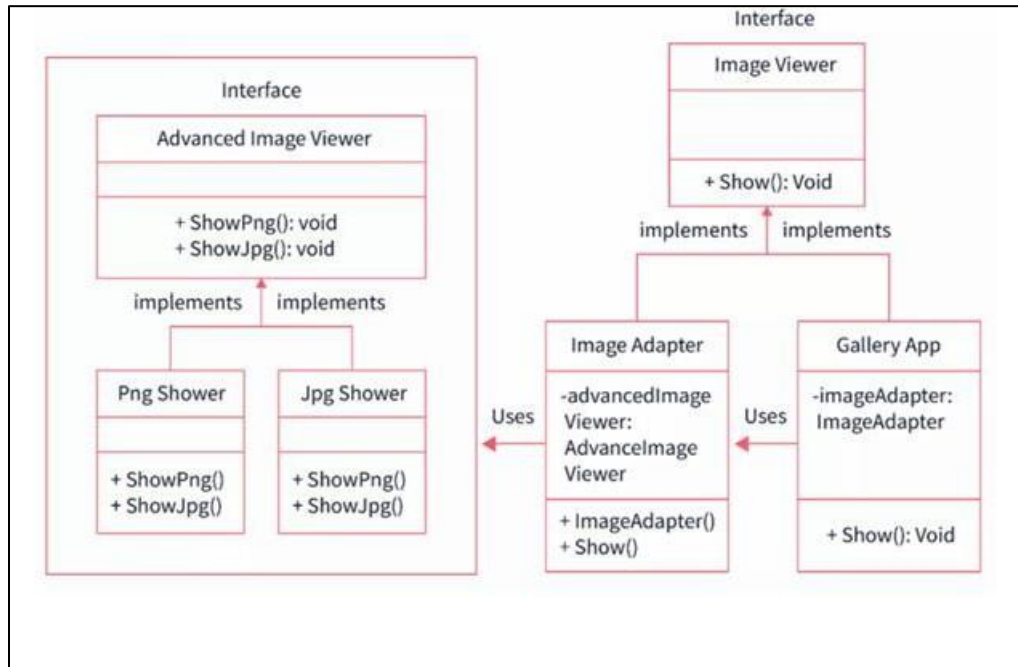 Interface
Advanced Image Viewer
+ ShowPng(): void
+ ShowJpg(): void
implements
implements
Png Shower
+ ShowPng()
+ ShowJpg()
Jpg Shower
+ ShowPng()
+ ShowJpg()
Interface
Image Viewer
+ Show(): Void
implements
implements
Uses
Image Adapter
-advancedImage
Viewer:
AdvanceImage
Viewer
+ ImageAdapter()
+ Show()
Uses
Gallery App
-imageAdapter:
ImageAdapter
+ Show(): Void